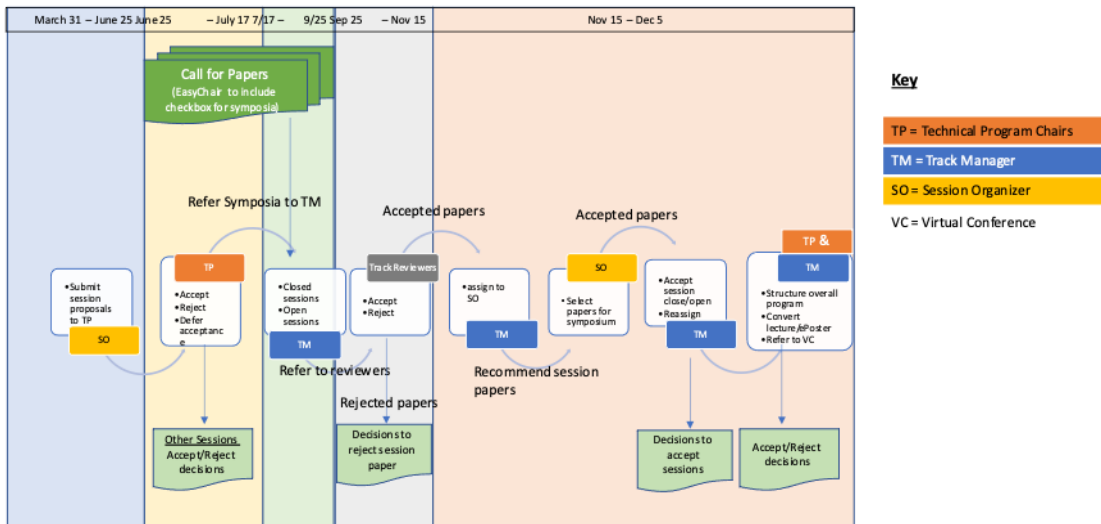 March 31 – June 25 June 25 – July 17 7/17 – 9/25 Sep 25 – Nov 15 Nov 15 – Dec 5
Call for Papers
(EasyChair to include
checkbox for symposia)
Key
TP = Technical Program Chairs
TM = Track Manager
SO = Session Organizer
VC = Virtual Conference
Refer Symposia to TM
Accepted papers
Accepted papers
•Submit
session
proposals
to TP
SO
TP
•Accept
•Reject
•Defer
acceptanc
e
•Closed
sessions
•Open
sessions
TM
Refer to reviewers
Track Reviewers
•Accept
•Reject
Rejected papers
•assign to
SO
TM
Recommend session
papers
SO
•Select
papers for
symposium
•Accept
session
close/open
•Reassign
TM
TP &
TM
•Structure overall
program
•Convert
lecture/ePoster
•Refer to VC
Other Sessions
Accept/Reject
decisions
Decisions to
reject session
paper
Decisions to
accept
sessions
Accept/Reject
decisions